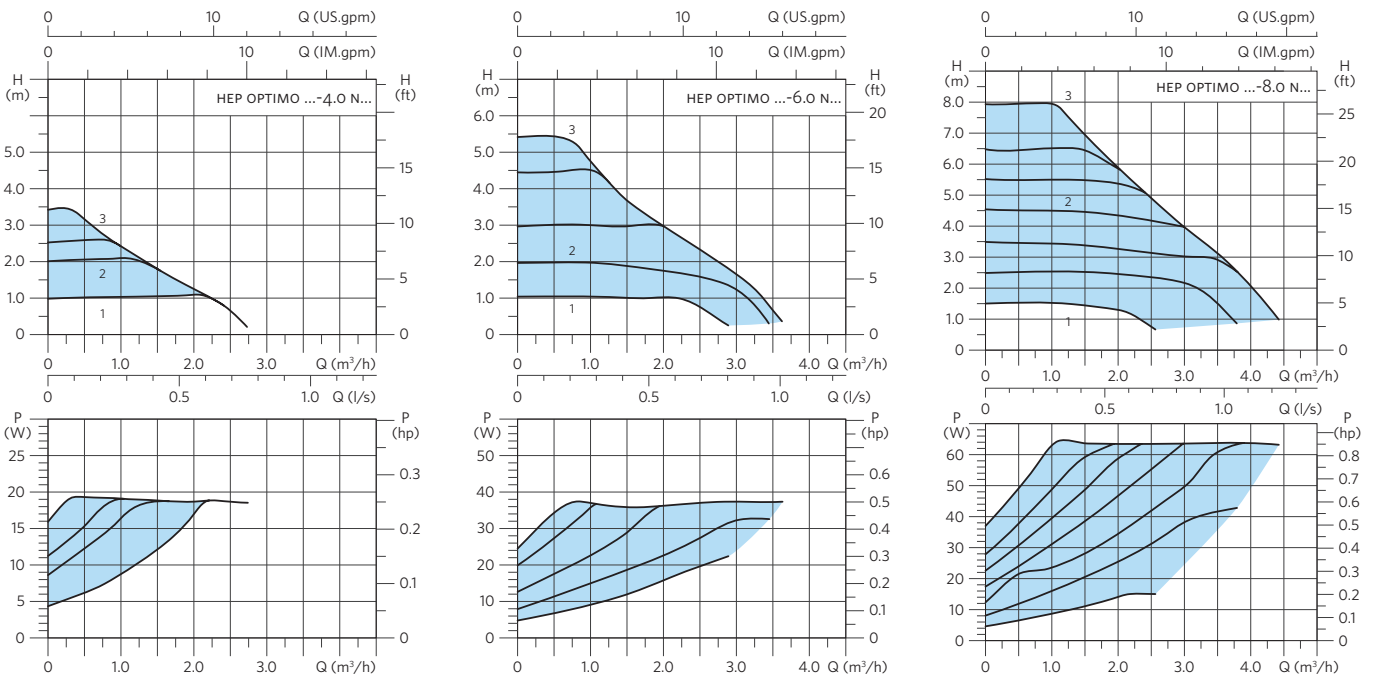 0 10 Q (US.gpm)
0 10 Q (IM.gpm)
H (m)
H (ft)
HEP OPTIMO ...-4.0 N...
5.0
4.0
3.0
2.0
1.0
0
15
10
5
0
3
2
1
0 1.0 2.0 3.0 Q (m³/h)
0 0.5 1.0 Q (l/s)
P (W)
P (hp)
25
20
15
10
5
0
0.3
0.2
0.1
0
0 1.0 2.0 3.0 Q (m³/h)
0 10 Q (US.gpm)
0 10 Q (IM.gpm)
H (m)
H (ft)
HEP OPTIMO ...-6.0 N...
6.0
5.0
4.0
3.0
2.0
1.0
0
20
15
10
5
0
3
2
1
0 1.0 2.0 3.0 4.0 Q (m³/h)
0 0.5 1.0 Q (l/s)
P (W)
P (hp)
50
40
30
20
10
0
0.6
0.5
0.4
0.3
0.2
0.1
0
0 1.0 2.0 3.0 4.0 Q (m³/h)
0 10 Q (US.gpm)
0 10 Q (IM.gpm)
H (m)
H (ft)
HEP OPTIMO ...-8.0 N...
8.0
7.0
6.0
5.0
4.0
3.0
2.0
1.0
0
25
20
15
10
5
0
3
2
1
0 1.0 2.0 3.0 4.0 Q (m³/h)
0 0.5 1.0 Q (l/s)
P (W)
P (hp)
60
50
40
30
20
10
0
0.8
0.7
0.6
0.5
0.4
0.3
0.2
0.1
0
0 1.0 2.0 3.0 4.0 Q (m³/h)